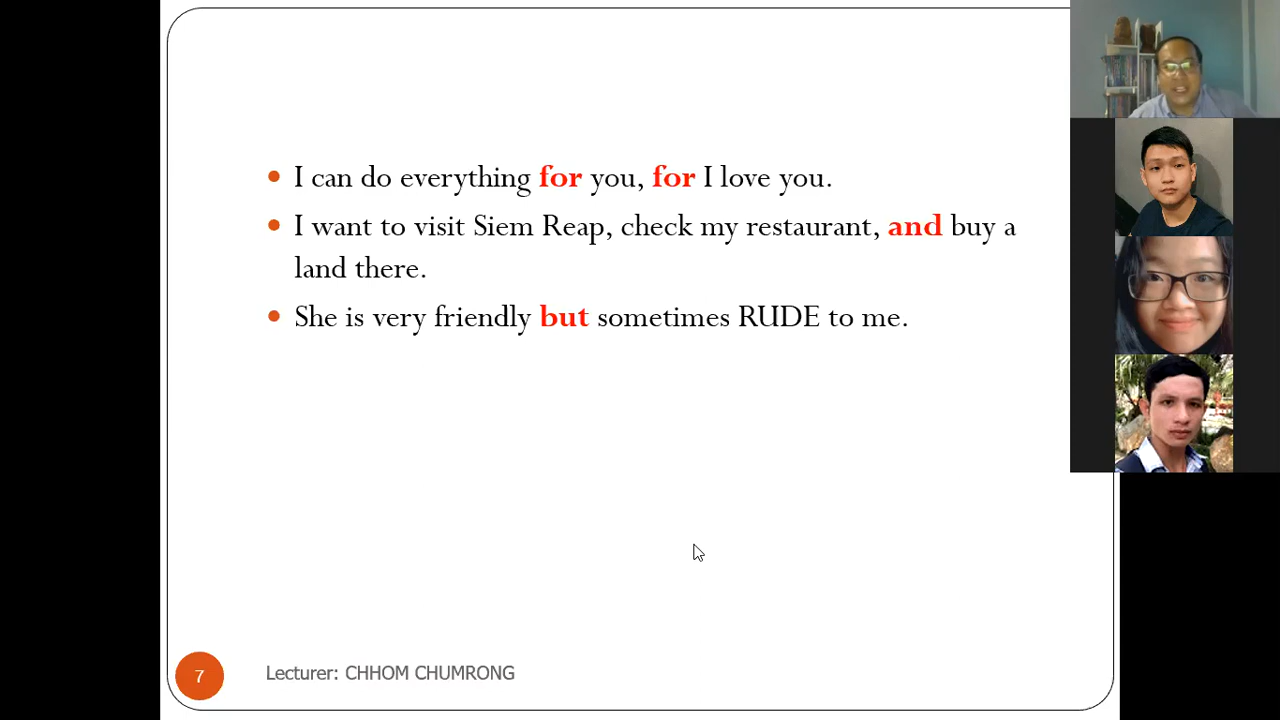 I can do everything for you, for I love you.
I want to visit Siem Reap, check my restaurant, and buy a
land there.
She is very friendly but sometimes RUDE to me.
7
Lecturer: CHHOM CHUMRONG